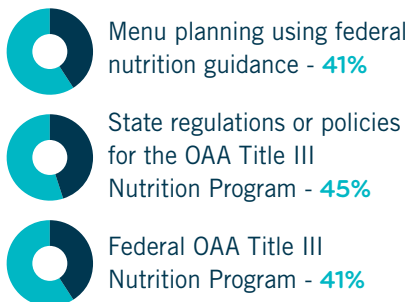 Menu planning using federal
nutrition guidance - 41%
State regulations or policies
for the OAA Title III
Nutrition Program - 45%
Federal OAA Title III
Nutrition Program - 41%